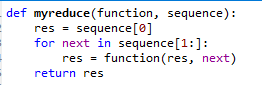 def myreduce(function, sequence):
    res = sequence[0]
    for next in sequence[1:]:
        res = function(res, next)
    return res